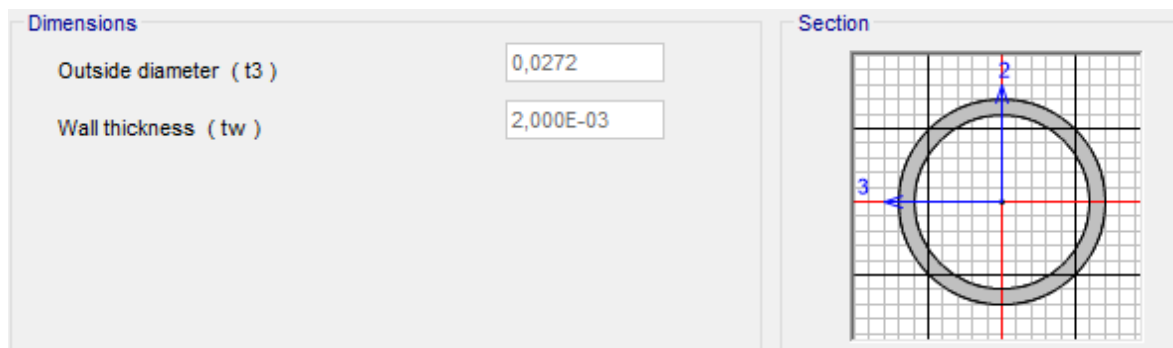 Dimensions
Outside diameter ( t3 )
0,0272
Wall thickness ( tw )
2,000E-03
Section
2
3